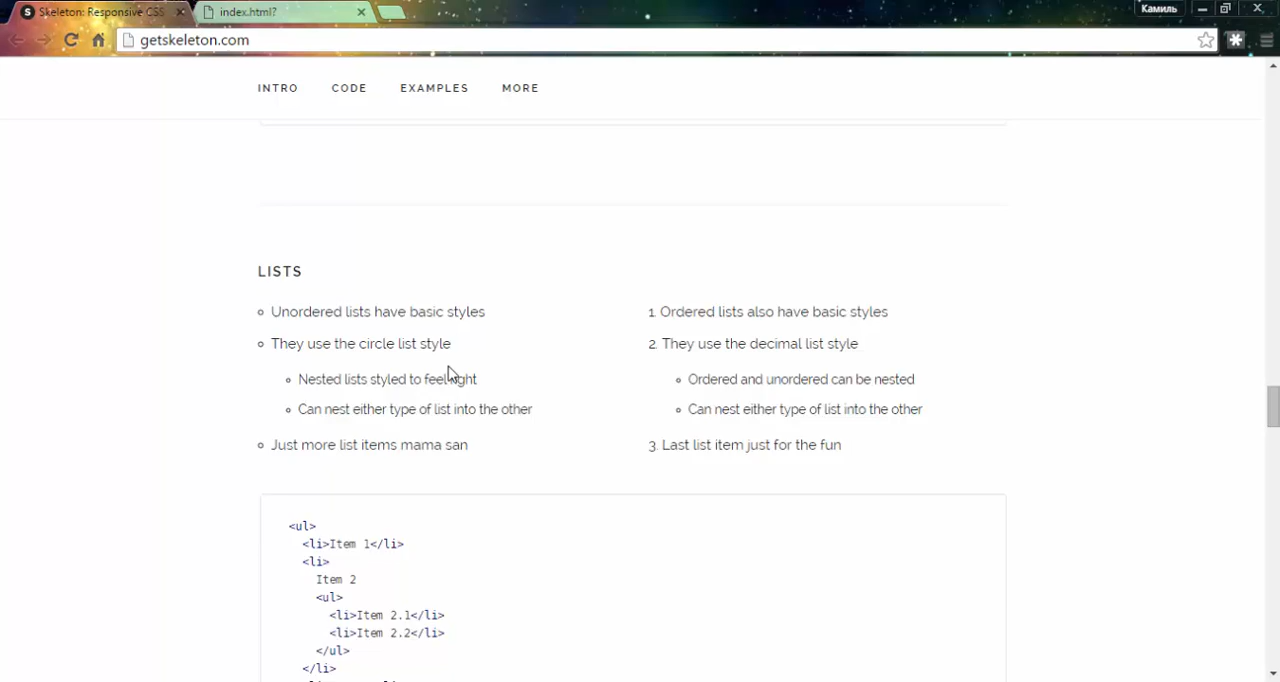 Skeleton: Responsive CSS
index.html?
Камиль
getskeleton.com
INTRO CODE EXAMPLES MORE
LISTS
Unordered lists have basic styles
They use the circle list style
Nested lists styled to feel right
Can nest either type of list into the other
Just more list items mama san
1. Ordered lists also have basic styles
2. They use the decimal list style
Ordered and unordered can be nested
Can nest either type of list into the other
3. Last list item just for the fun
<ul>
<li>Item 1</li>
<li>
Item 2
<ul>
<li>Item 2.1</li>
<li>Item 2.2</li>
</ul>
</li>